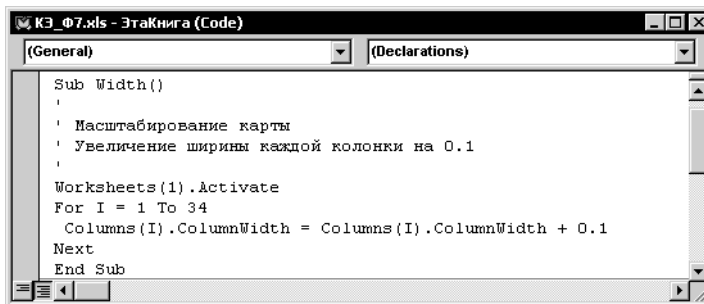 КЗ_Ф7.xls - ЭтаКнига (Code)
(General) (Declarations)
Sub Width()
'
' Масштабирование карты
' Увеличение ширины каждой колонки на 0.1
'
Worksheets(1).Activate
For I = 1 To 34
Columns(I).ColumnWidth = Columns(I).ColumnWidth + 0.1
Next
End Sub